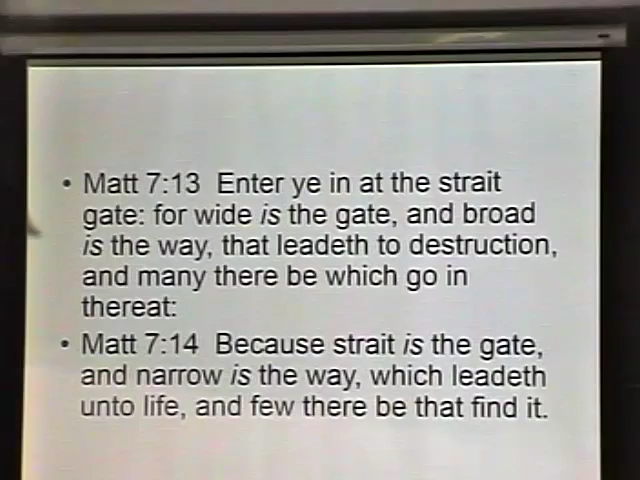 • Matt 7:13 Enter ye in at the strait
gate: for wide is the gate, and broad
is the way, that leadeth to destruction,
and many there be which go in
thereat:
• Matt 7:14 Because strait is the gate,
and narrow is the way, which leadeth
unto life, and few there be that find it.